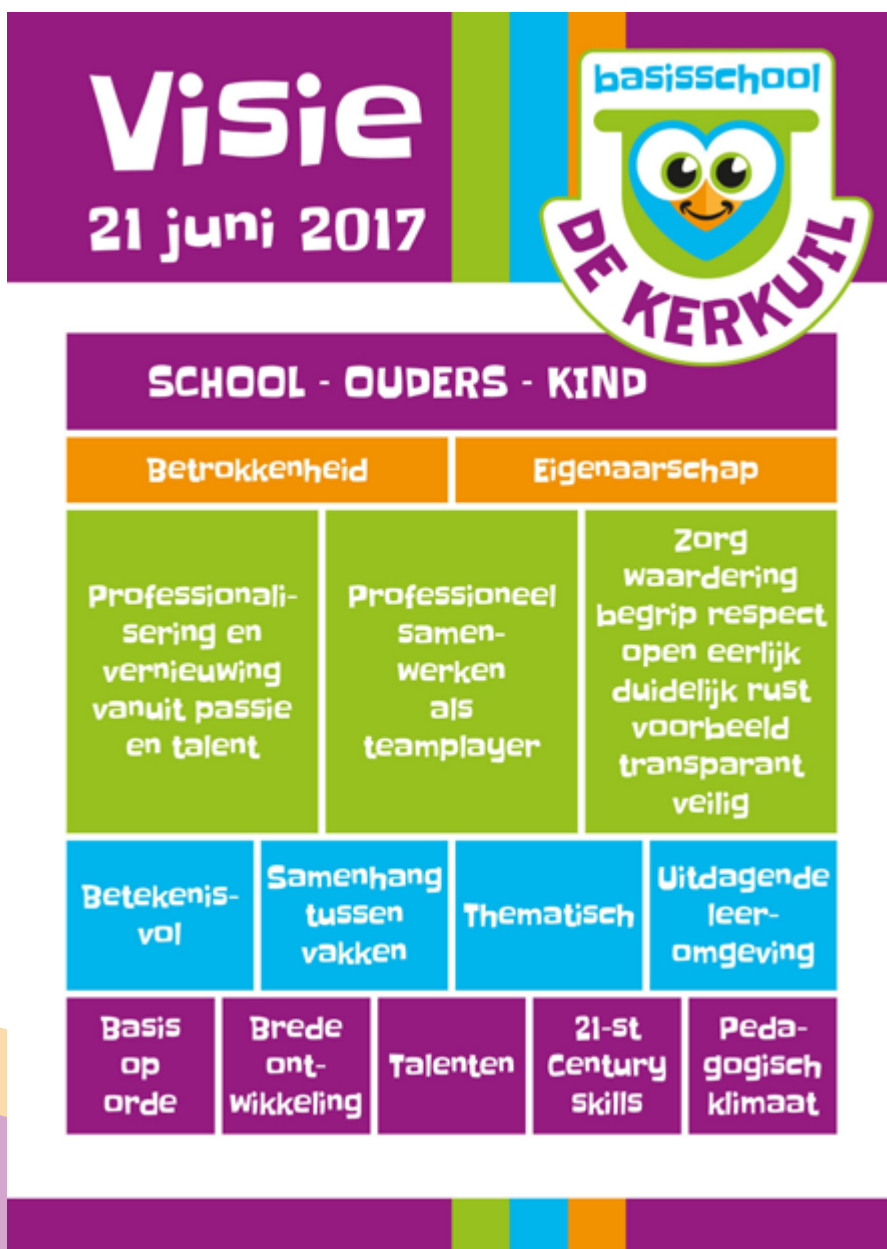 Visie
21 juni 2017
basisschool
DE KERKUIL
SCHOOL - OUDERS - KIND
Betrokkenheid
Eigenaarschap
Professionali-
sering en
vernieuwing
vanuit passie
en talent
Professioneel
samen-
werken
als
teamplayer
Zorg
waardering
begrip respect
open eerlijk
duidelijk rust
voorbeeld
transparant
veilig
Betekenis-
vol
Samenhang
tussen
vakken
Thematisch
Uitdagende
leer-
omgeving
Basis
op
orde
Brede
ont-
wikkeling
Talenten
21-st
Century
skills
Peda-
gogisch
klimaat